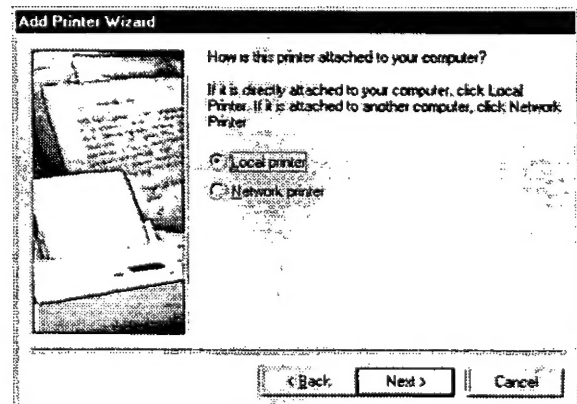 Add Printer Wizard
How is this printer attached to your computer?
If it is directly attached to your computer, click Local
Printer. If it is attached to another computer, click Network
Printer
Local printer
Network printer
< Back
Next >
Cancel